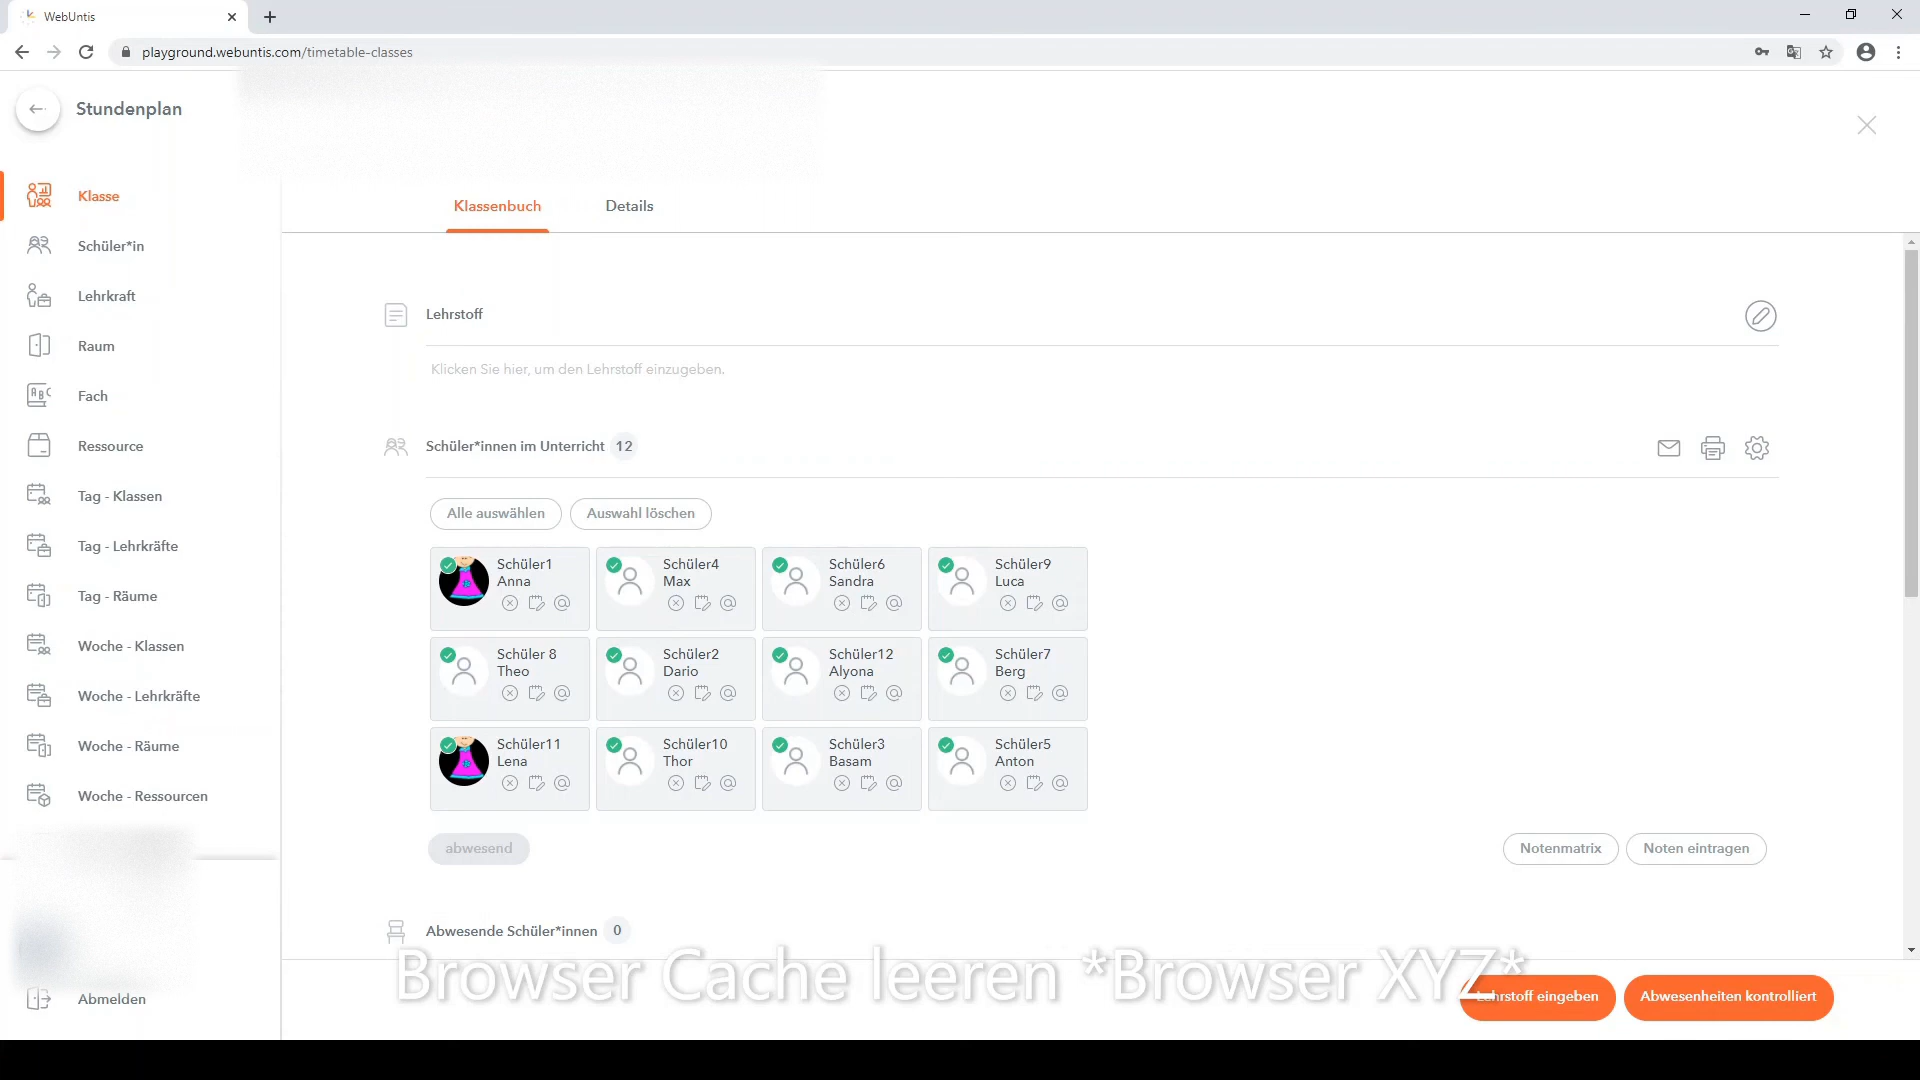 WebUntis
playground.webuntis.com/timetable-classes
Stundenplan
Klasse
Schüler*in
Lehrkraft
Raum
Fach
Ressource
Tag - Klassen
Tag - Lehrkräfte
Tag - Räume
Woche - Klassen
Woche - Lehrkräfte
Woche - Räume
Woche - Ressourcen
Abmelden
Klassenbuch Details
Lehrstoff
Klicken Sie hier, um den Lehrstoff einzugeben.
Schüler*innen im Unterricht 12
Alle auswählen Auswahl löschen
Schüler1
Anna
Schüler4
Max
Schüler6
Sandra
Schüler9
Luca
Schüler 8
Theo
Schüler2
Dario
Schüler12
Alyona
Schüler7
Berg
Schüler11
Lena
Schüler10
Thor
Schüler3
Basam
Schüler5
Anton
abwesend
Notenmatrix Noten eintragen
Abwesende Schüler*innen 0
Browser Cache leeren *Browser XYZ*
eingeben
Abwesenheiten kontrolliert